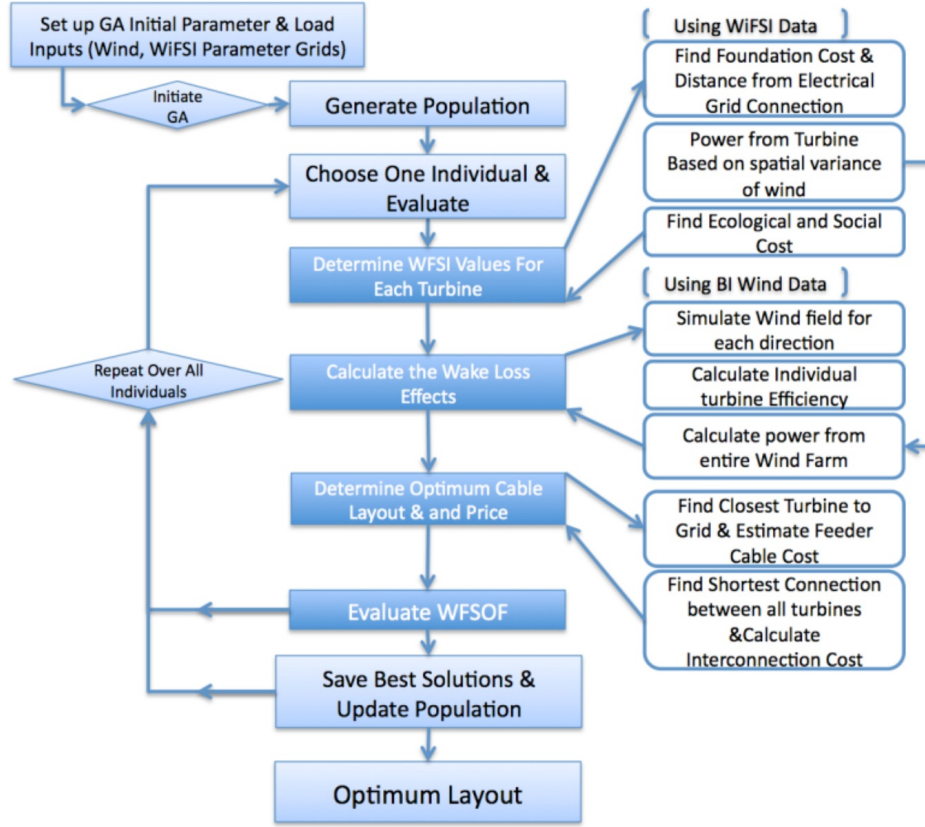 Set up GA Initial Parameter & Load
Inputs (Wind, WiFSI Parameter Grids)
Initiate
GA
Generate Population
Choose One Individual &
Evaluate
Determine WFSI Values For
Each Turbine
Repeat Over All
Individuals
Calculate the Wake Loss
Effects
Determine Optimum Cable
Layout & and Price
Evaluate WFSOF
Save Best Solutions &
Update Population
Optimum Layout
Using WiFSI Data
Find Foundation Cost &
Distance from Electrical
Grid Connection
Power from Turbine
Based on spatial variance
of wind
Find Ecological and Social
Cost
Using BI Wind Data
Simulate Wind field for
each direction
Calculate Individual
turbine Efficiency
Calculate power from
entire Wind Farm
Find Closest Turbine to
Grid & Estimate Feeder
Cable Cost
Find Shortest Connection
between all turbines
&Calculate
Interconnection Cost